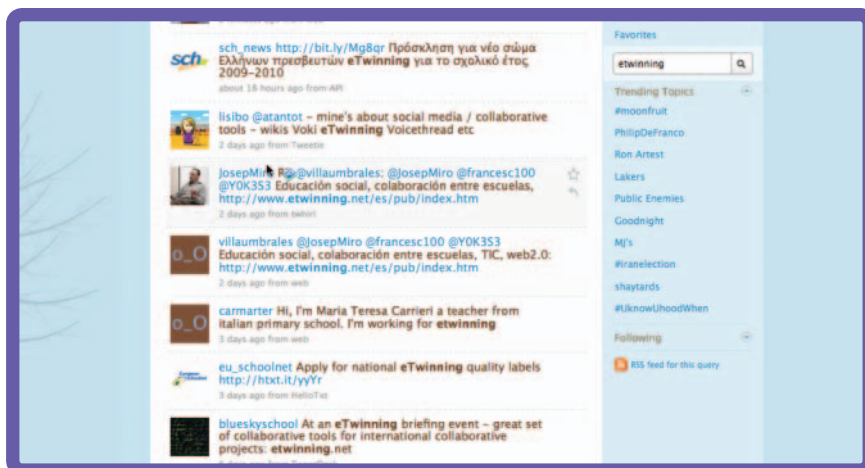 sch_news http://bit.ly/Mg8qr Πρόσκληση για νέο σώμα
Ελλήνων πρεσβευτών eTwinning για το σχολικό έτος
2009-2010
about 18 hours ago from API
lisibo @atantot - mine's about social media / collaborative
tools - wikis Voki eTwinning Voicethread etc
2 days ago from Tweetie
JosepMiro @villaumbrales: @JosepMiro @francesc100
@Y0K3S3 Educación social, colaboración entre escuelas,
http://www.etwinning.net/es/pub/index.htm
2 days ago from twhirl
o_O
villaumbrales @JosepMiro @francesc100 @Y0K3S3
Educación social, colaboración entre escuelas, TIC, web2.0:
http://www.etwinning.net/es/pub/index.htm
2 days ago from web
o_O
carmarter Hi, I'm Maria Teresa Carrieri a teacher from
italian primary school. I'm working for etwinning
3 days ago from web
eu_schoolnet Apply for national eTwinning quality labels
http://htxt.it/yyYr
3 days ago from HelloTxt
blueskyschool At an eTwinning briefing event - great set
of collaborative tools for international collaborative
projects: etwinning.net
sch
Favorites
etwinning
Trending Topics
#moonfruit
PhilipDeFranco
Ron Artest
Lakers
Public Enemies
Goodnight
MJ's
#iranelection
shaytards
#UknowUhoodWhen
Following
RSS feed for this query